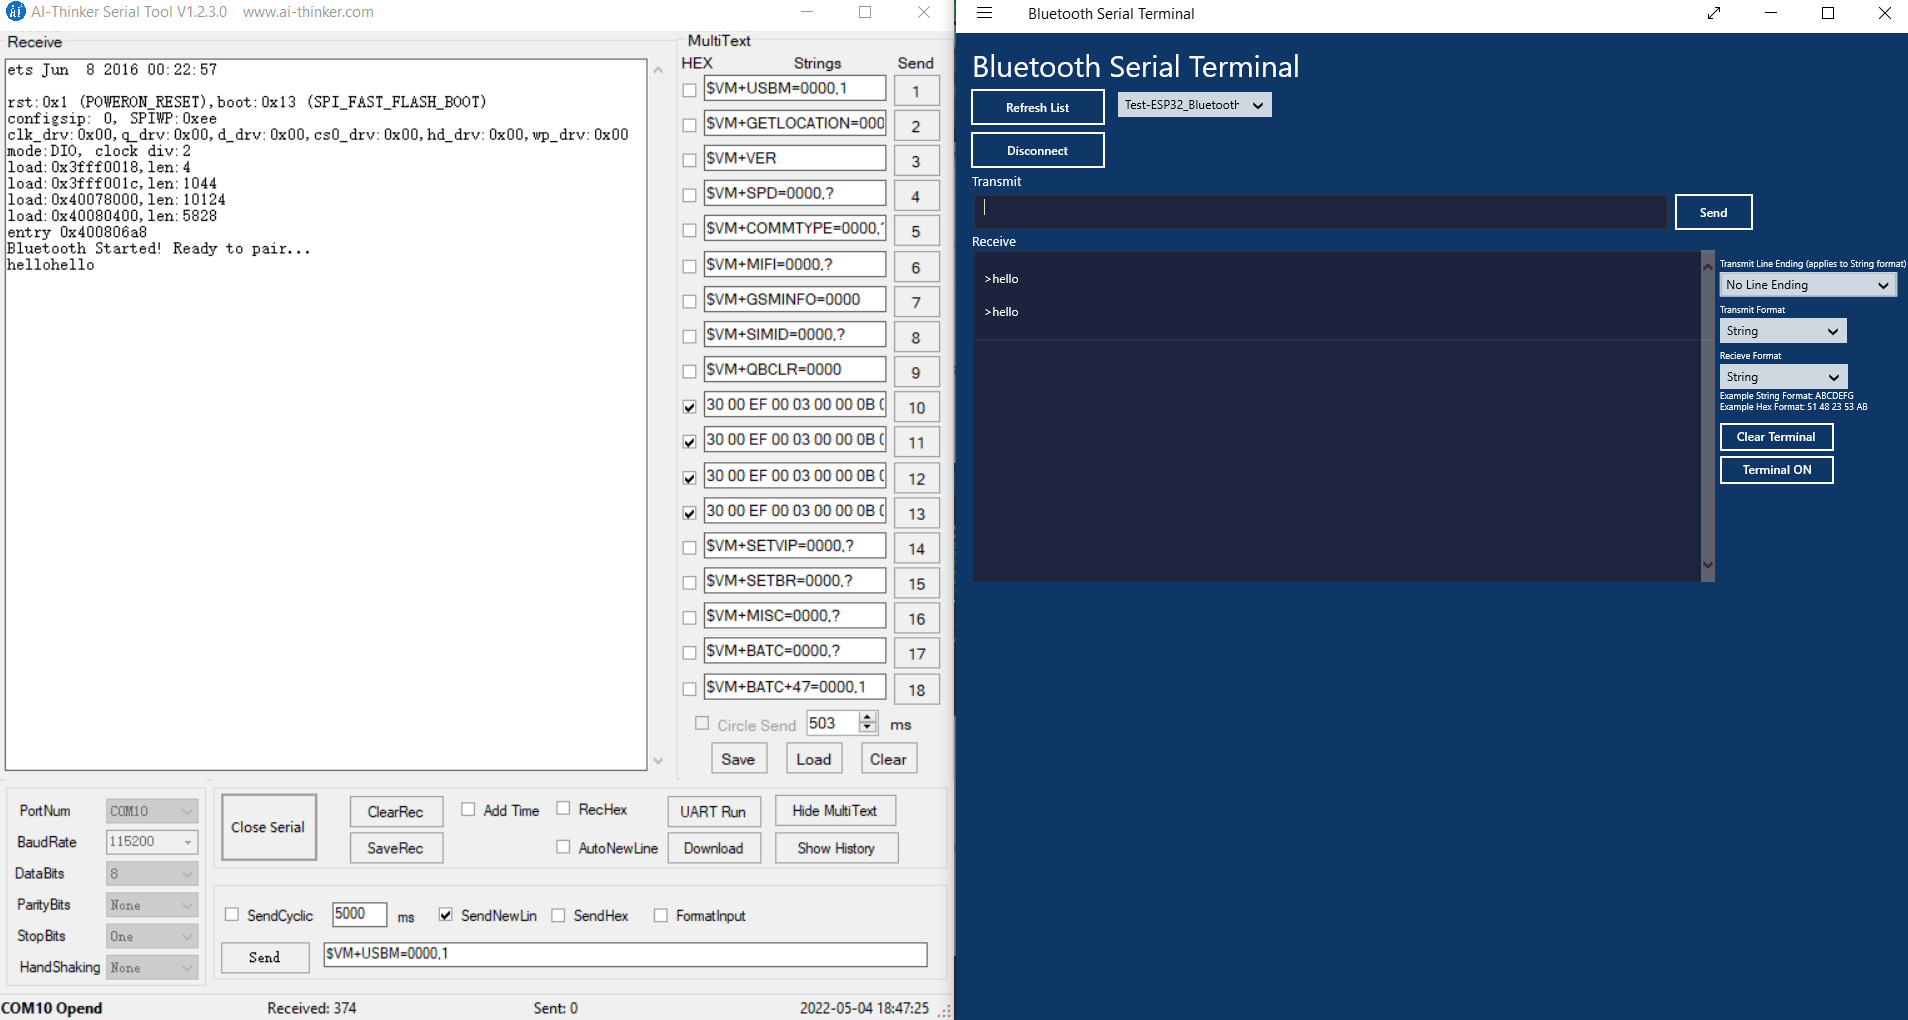 AI-Thinker Serial Tool V1.2.3.0 www.ai-thinker.com
Receive
ets Jun 8 2016 00:22:57
rst:0x1 (POWERON_RESET),boot:0x13 (SPI_FAST_FLASH_BOOT)
configsip: 0, SPIWP:0xee
clk_drv:0x00,q_drv:0x00,d_drv:0x00,cs0_drv:0x00,hd_drv:0x00,wp_drv:0x00
mode:DIO, clock div:2
load:0x3fff0018,len:4
load:0x3fff001c,len:1044
load:0x40078000,len:10124
load:0x40080400,len:5828
entry 0x400806a8
Bluetooth Started! Ready to pair...
hellohello
MultiText
HEX Strings Send
$VM+USBM=0000,1 1
$VM+GETLOCATION=000 2
$VM+VER 3
$VM+SPD=0000,? 4
$VM+COMMTYPE=0000, 5
$VM+MIFI=0000,? 6
$VM+GSMINFO=0000 7
$VM+SIMID=0000,? 8
$VM+QBCLR=0000 9
30 00 EF 00 03 00 00 0B 10
30 00 EF 00 03 00 00 0B 11
30 00 EF 00 03 00 00 0B 12
30 00 EF 00 03 00 00 0B 13
$VM+SETVIP=0000,? 14
$VM+SETBR=0000,? 15
$VM+MISC=0000,? 16
$VM+BATC=0000,? 17
$VM+BATC+47=0000,1 18
Circle Send 503 ms
Save Load Clear
PortNum COM10
BaudRate 115200
DataBits 8
ParityBits None
StopBits One
HandShaking None
Close Serial
ClearRec Add Time RecHex UART Run Hide MultiText
SaveRec AutoNewLine Download Show History
SendCyclic 5000 ms SendNewLin SendHex FormatInput
Send $VM+USBM=0000,1
COM10 Opend Received: 374 Sent: 0 2022-05-04 18:47:25
Bluetooth Serial Terminal
Bluetooth Serial Terminal
Refresh List Test-ESP32_Bluetooth
Disconnect
Transmit
Send
Receive
>hello
>hello
Transmit Line Ending (applies to String format)
No Line Ending
Transmit Format
String
Recieve Format
String
Example String Format: ABCDEFG
Example Hex Format: 51 48 23 53 AB
Clear Terminal
Terminal ON